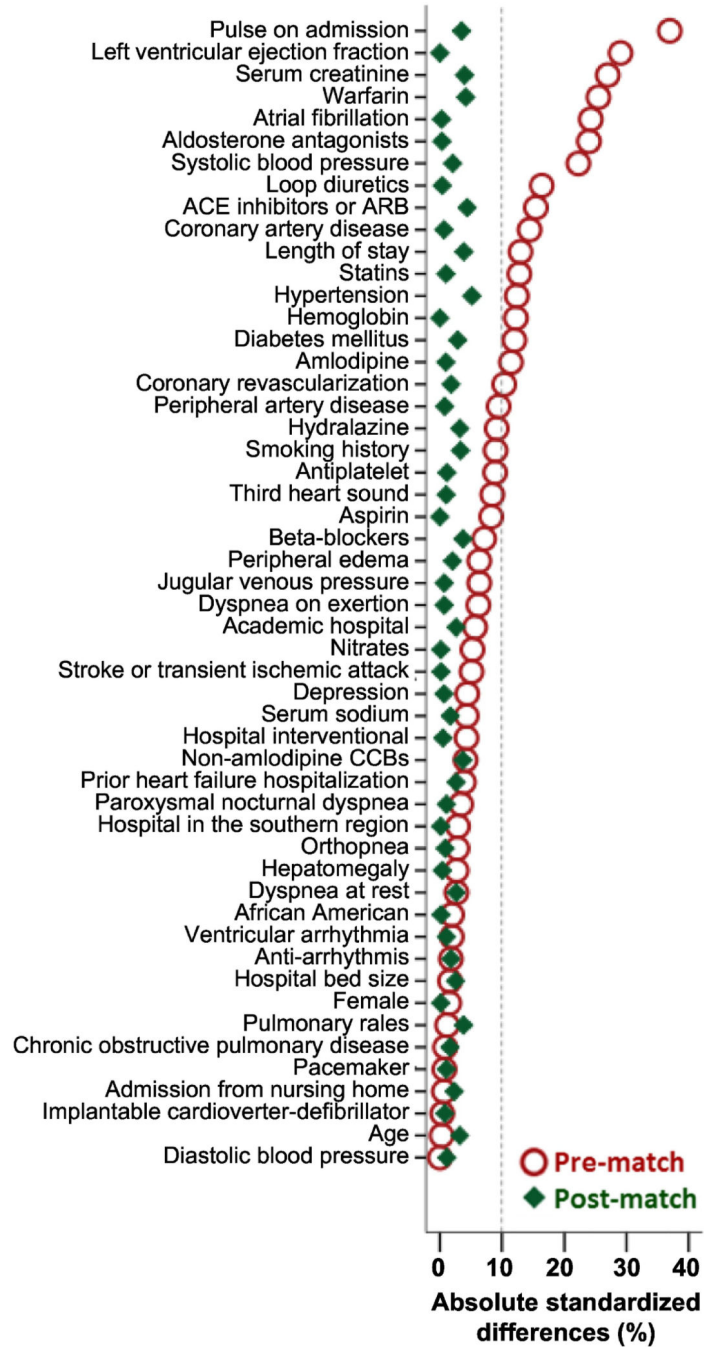 Pulse on admission
Left ventricular ejection fraction
Serum creatinine
Warfarin
Atrial fibrillation
Aldosterone antagonists
Systolic blood pressure
Loop diuretics
ACE inhibitors or ARB
Coronary artery disease
Length of stay
Statins
Hypertension
Hemoglobin
Diabetes mellitus
Amlodipine
Coronary revascularization
Peripheral artery disease
Hydralazine
Smoking history
Antiplatelet
Third heart sound
Aspirin
Beta-blockers
Peripheral edema
Jugular venous pressure
Dyspnea on exertion
Academic hospital
Nitrates
Stroke or transient ischemic attack
Depression
Serum sodium
Hospital interventional
Non-amlodipine CCBs
Prior heart failure hospitalization
Paroxysmal nocturnal dyspnea
Hospital in the southern region
Orthopnea
Hepatomegaly
Dyspnea at rest
African American
Ventricular arrhythmia
Anti-arrhythmis
Hospital bed size
Female
Pulmonary rales
Chronic obstructive pulmonary disease
Pacemaker
Admission from nursing home
Implantable cardioverter-defibrillator
Age
Diastolic blood pressure
Pre-match
Post-match
0 10 20 30 40
Absolute standardized
differences (%)